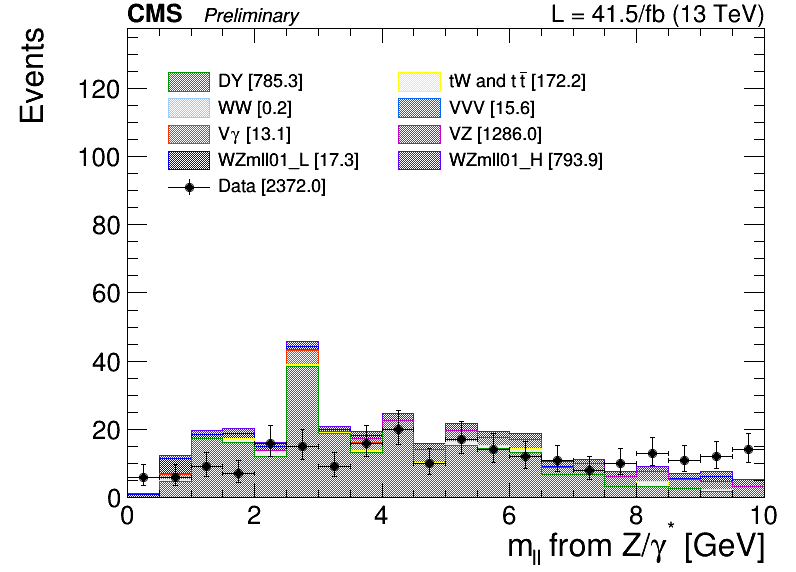 CMS Preliminary L = 41.5/fb (13 TeV)
Events
DY [785.3] tW and tt̅ [172.2]
WW [0.2] VVV [15.6]
Vγ [13.1] VZ [1286.0]
WZmll01_L [17.3] WZmll01_H [793.9]
Data [2372.0]
120
100
80
60
40
20
0
0 2 4 6 8 10
m_ll from Z/γ* [GeV]